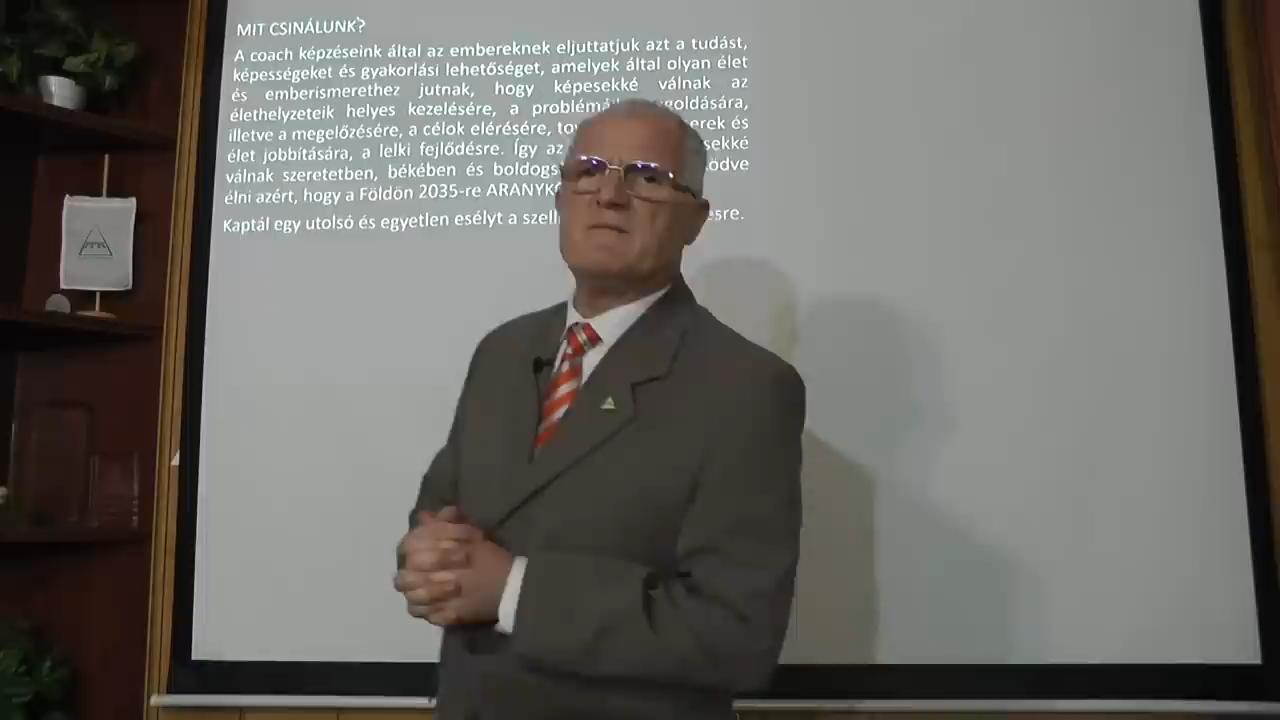 MIT CSINÁLUNK?
A coach képzéseink által az embereknek eljuttatjuk azt a tudást,
képességeket és gyakorlási lehetőséget, amelyek által olyan élet
és emberismerethez jutnak, hogy képesekké válnak az
élethelyzeteik helyes kezelésére, a
illetve a megelőzésére, a célok elérésére, és
élet jobbítására, a lelki fejlődésre. Így az
válnak szeretetben, békében és
élni azért, hogy a Földön 2035-re
Kaptál egy utolsó és egyetlen esélyt a